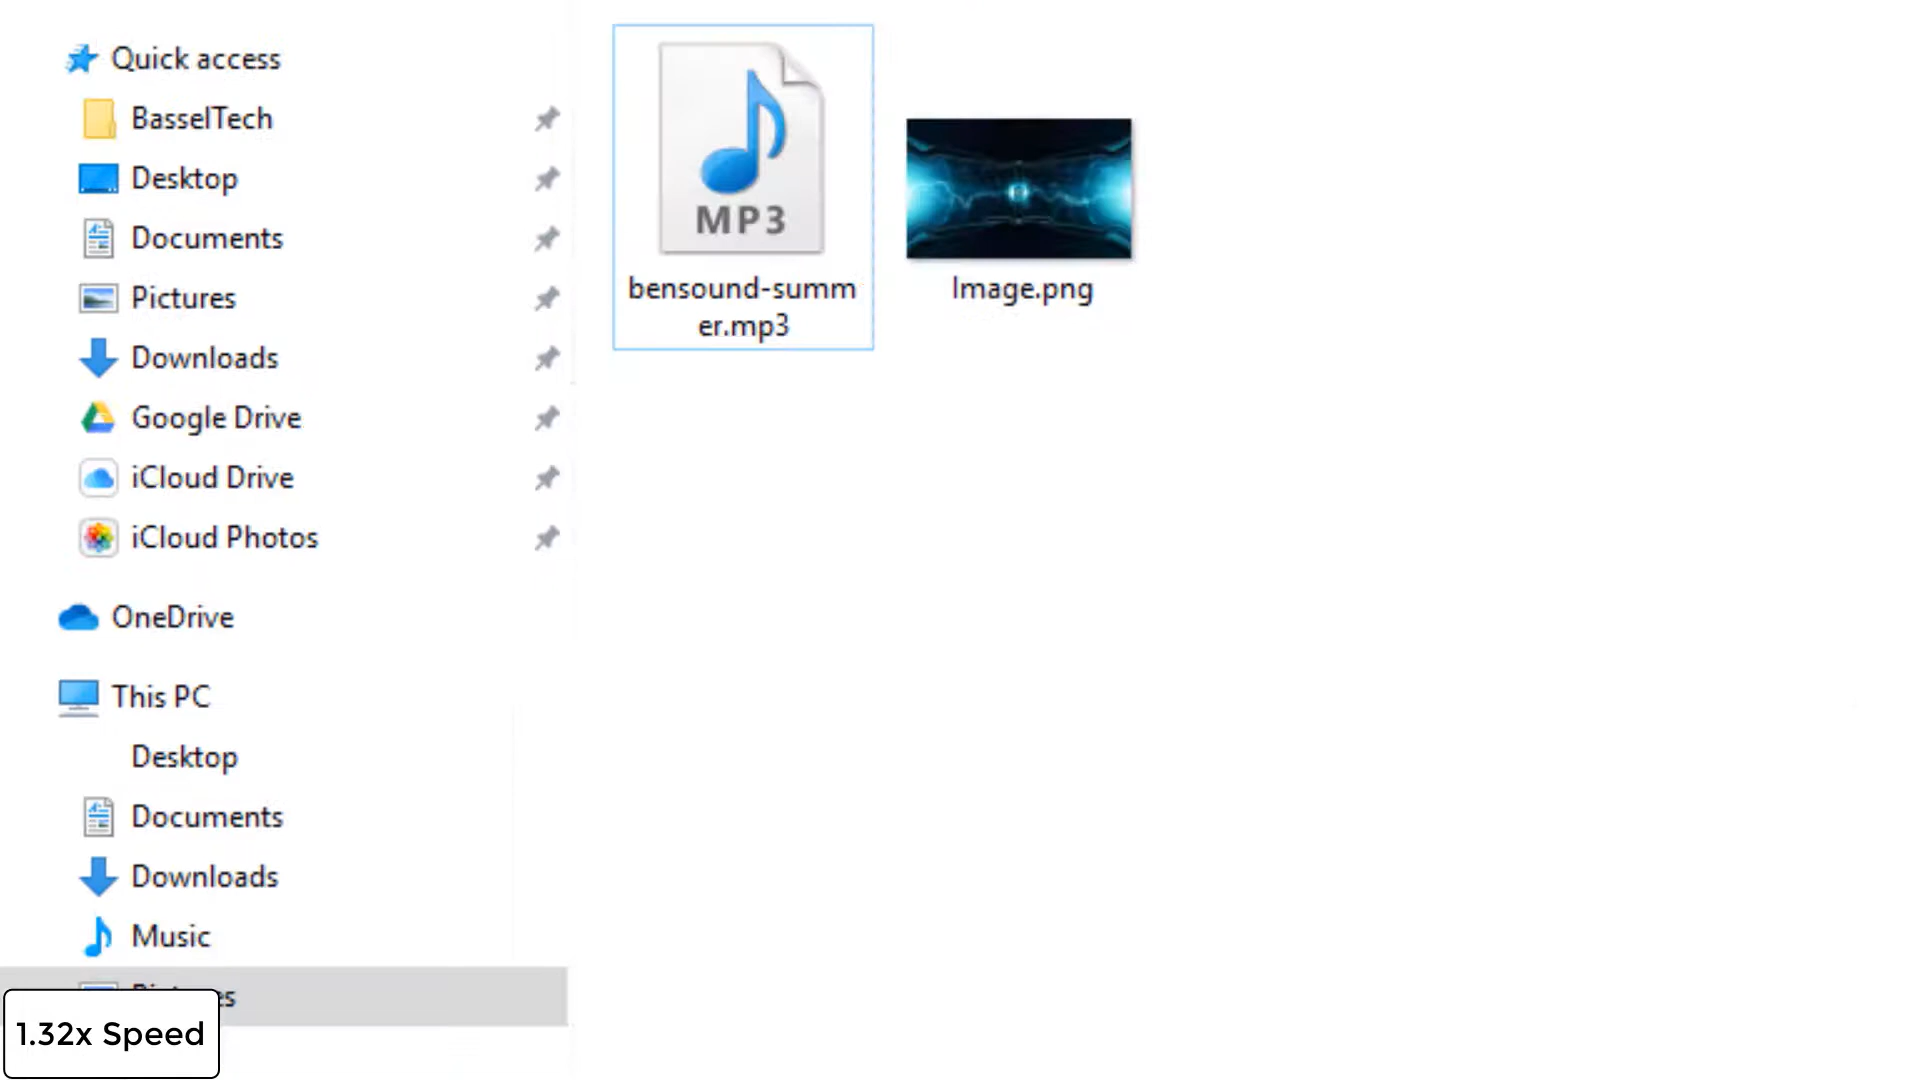 Quick access
BasselTech
Desktop
Documents
Pictures
Downloads
Google Drive
iCloud Drive
iCloud Photos
OneDrive
This PC
Desktop
Documents
Downloads
Music
Pictures
1.32x Speed
MP3
bensound-summ
er.mp3
Image.png